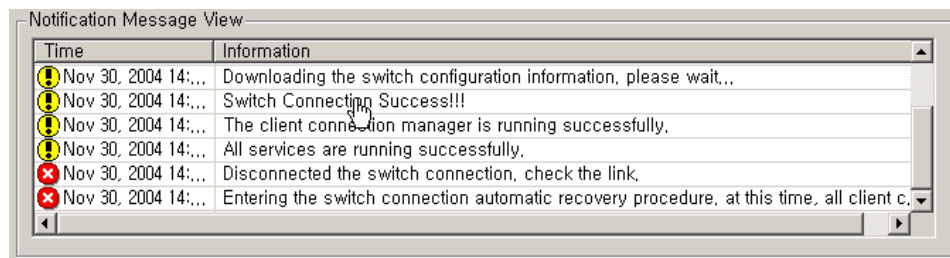 Notification Message View
Time Information
Nov 30, 2004 14:... Downloading the switch configuration information, please wait...
Nov 30, 2004 14:... Switch Connection Success!!!
Nov 30, 2004 14:... The client connection manager is running successfully,
Nov 30, 2004 14:... All services are running successfully,
Nov 30, 2004 14:... Disconnected the switch connection, check the link,
Nov 30, 2004 14:... Entering the switch connection automatic recovery procedure, at this time, all client c,